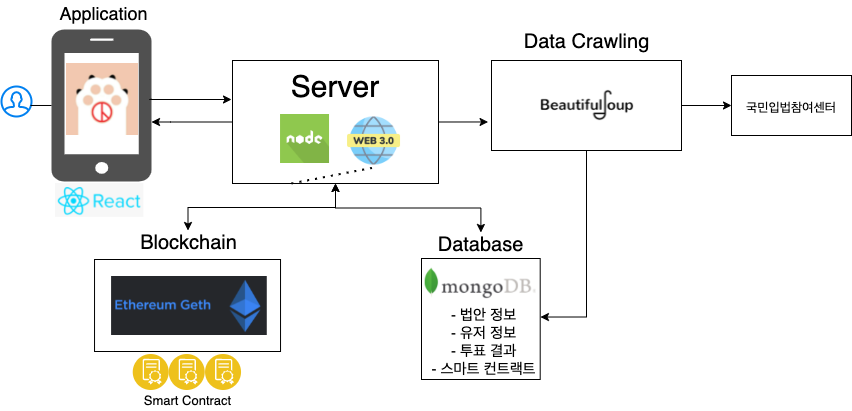 Application
React
Server
node
WEB 3.0
Data Crawling
BeautifulSoup
국민입법참여센터
Blockchain
Ethereum Geth
Smart Contract
Database
mongoDB.
- 법안 정보
- 유저 정보
- 투표 결과
- 스마트 컨트랙트